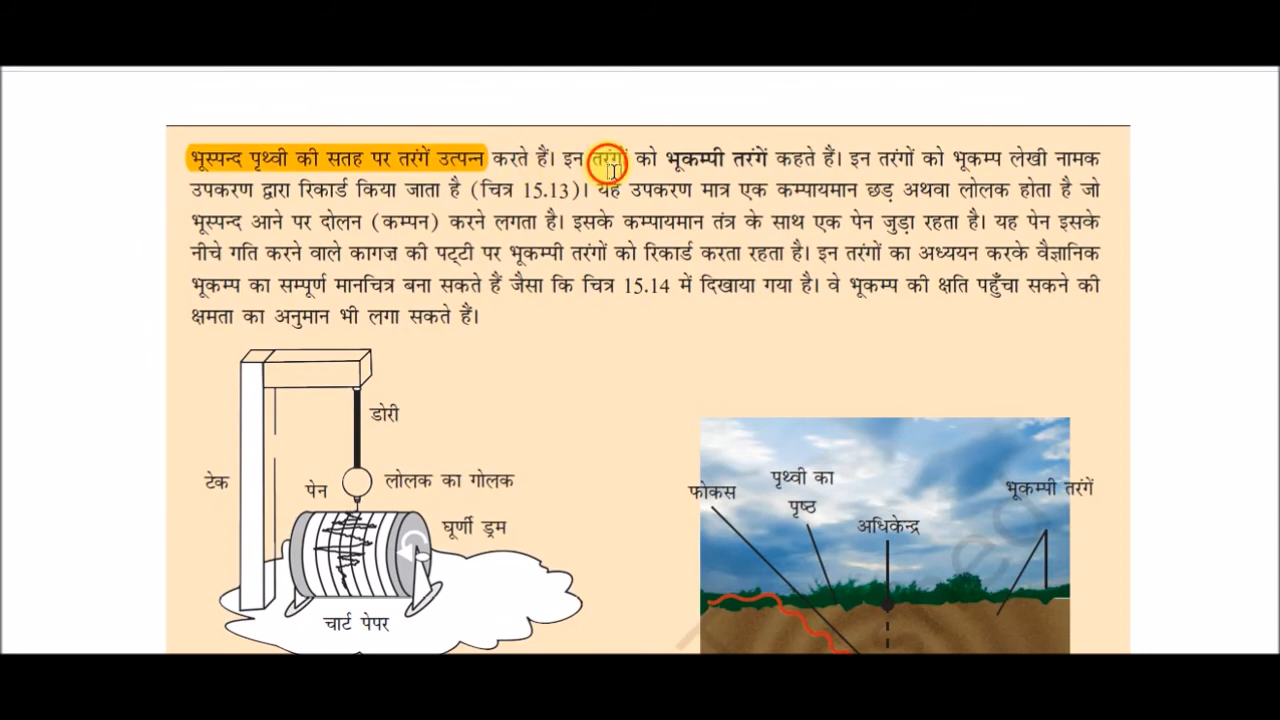 भूस्पन्द पृथ्वी की सतह पर तरंगें उत्पन्न करते हैं। इन तरंगों को भूकम्पी तरंगें कहते हैं। इन तरंगों को भूकम्प लेखी नामक
उपकरण द्वारा रिकार्ड किया जाता है (चित्र 15.13)। यह उपकरण मात्र एक कम्पायमान छड़ अथवा लोलक होता है जो
भूस्पन्द आने पर दोलन (कम्पन) करने लगता है। इसके कम्पायमान तंत्र के साथ एक पेन जुड़ा रहता है। यह पेन इसके
नीचे गति करने वाले कागज़ की पट्टी पर भूकम्पी तरंगों को रिकार्ड करता रहता है। इन तरंगों का अध्ययन करके वैज्ञानिक
भूकम्प का सम्पूर्ण मानचित्र बना सकते हैं जैसा कि चित्र 15.14 में दिखाया गया है। वे भूकम्प की क्षति पहुँचा सकने की
क्षमता का अनुमान भी लगा सकते हैं।
डोरी
टेक
पेन
लोलक का गोलक
घूर्णी ड्रम
चार्ट पेपर
फोकस
पृथ्वी का
पृष्ठ
अधिकेन्द्र
भूकम्पी तरंगें